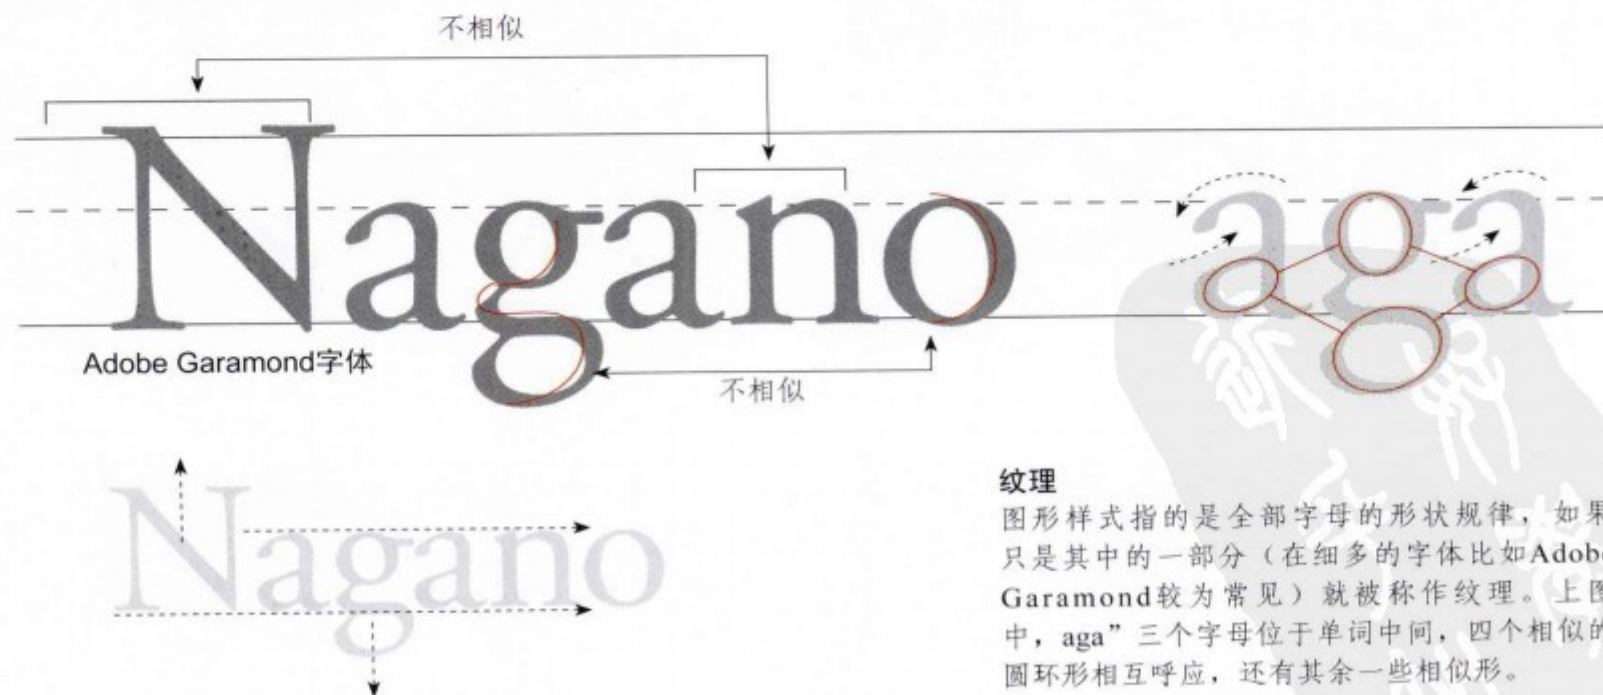 不相似
Nagano
aga
Adobe Garamond字体
不相似
Nagano
纹理
图形样式指的是全部字母的形状规律，如果
只是其中的一部分（在细多的字体比如Adobe
Garamond较为常见）就被称作纹理。上图
中，aga”三个字母位于单词中间，四个相似的
圆环形相互呼应，还有其余一些相似形。